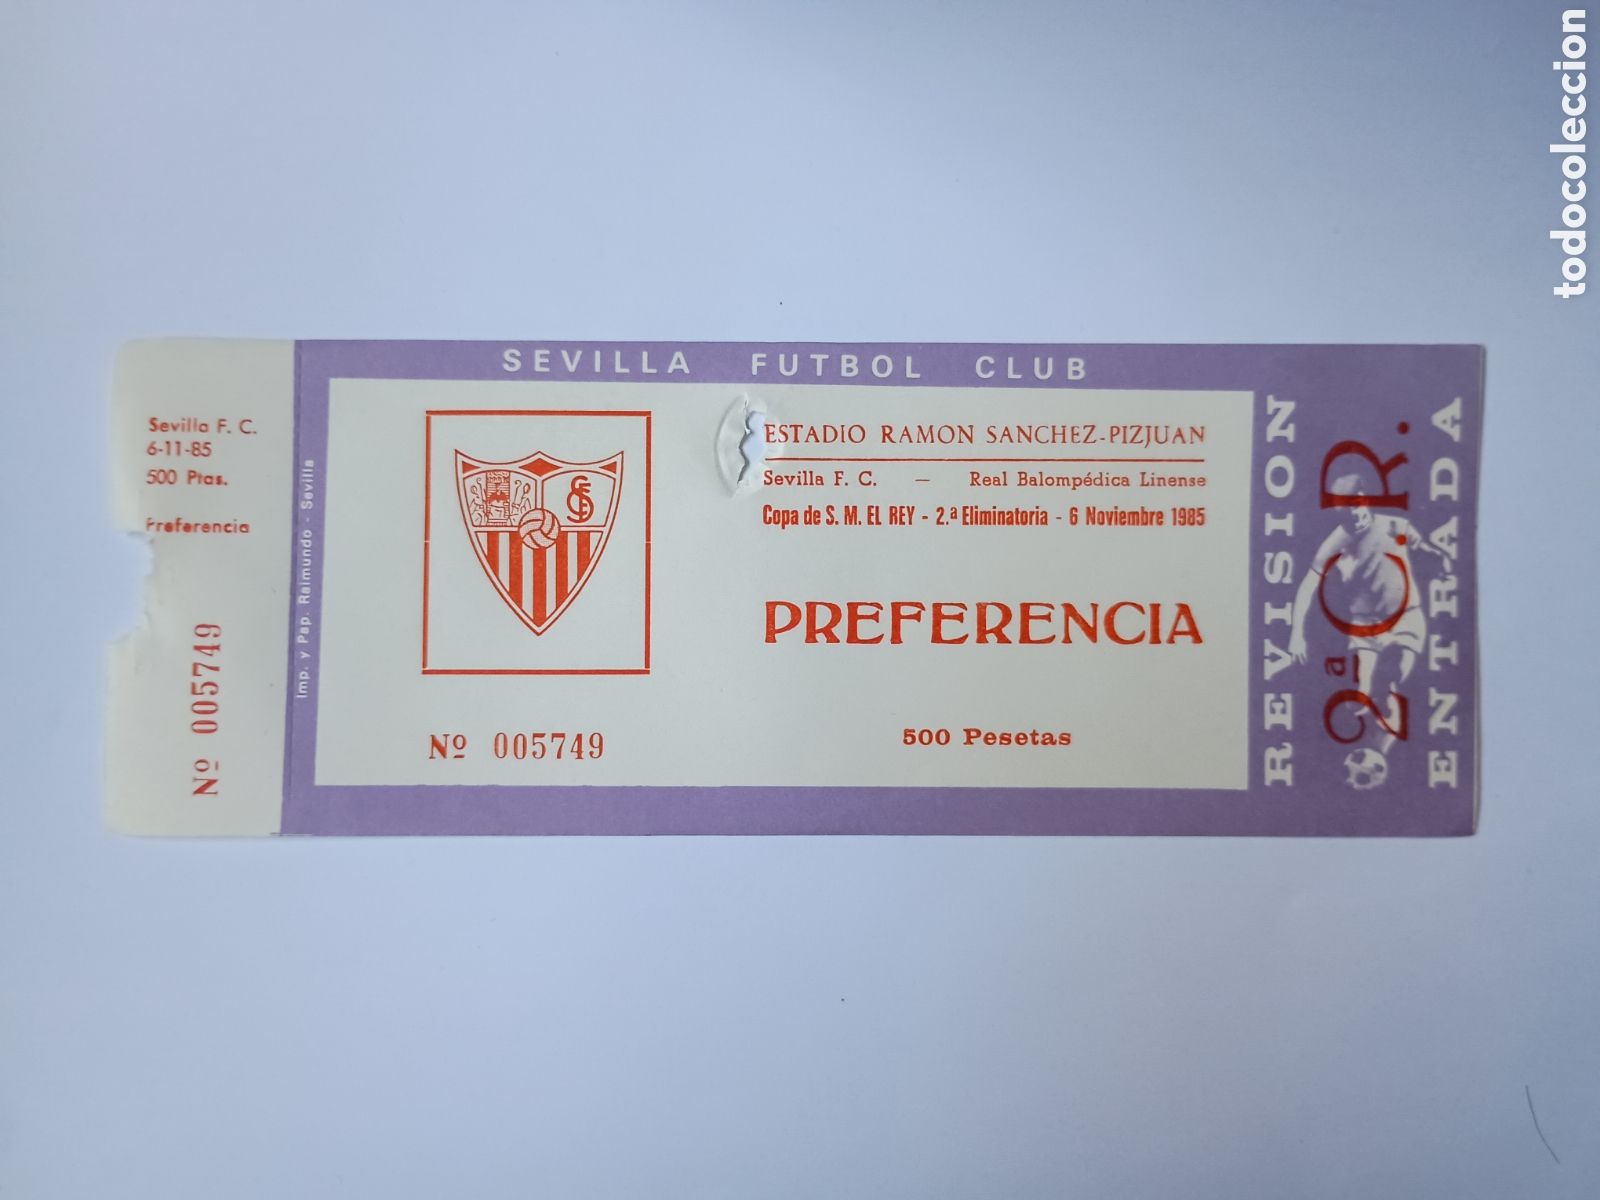 SEVILLA FUTBOL CLUB
Sevilla F. C.
6-11-85
500 Ptas.
Preferencia
Nº 005749
Imp. y Pap. Raimundo - Sevilla
Nº 005749
ESTADIO RAMON SANCHEZ-PIZJUAN
Sevilla F. C. — Real Balompédica Linense
Copa de S. M. EL REY - 2.ª Eliminatoria - 6 Noviembre 1985
PREFERENCIA
500 Pesetas
REVISION
2ª C.R.
ENTRADA
todocoleccion